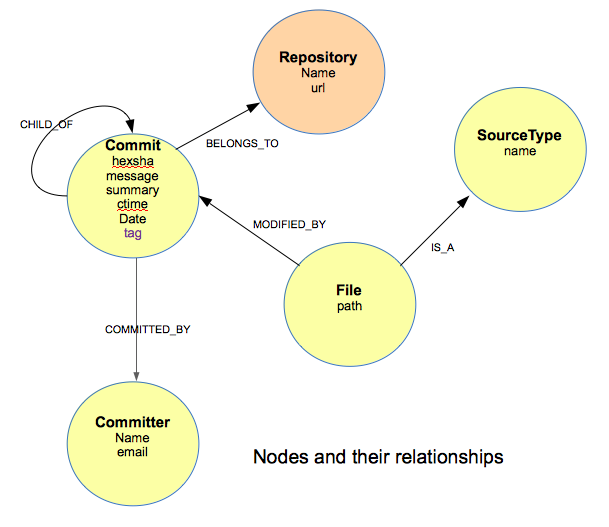 Repository
Name
url
CHILD_OF
BELONGS_TO
SourceType
name
Commit
hexsha
message
summary
ctime
Date
tag
MODIFIED_BY
IS_A
File
path
COMMITTED_BY
Committer
Name
email
Nodes and their relationships